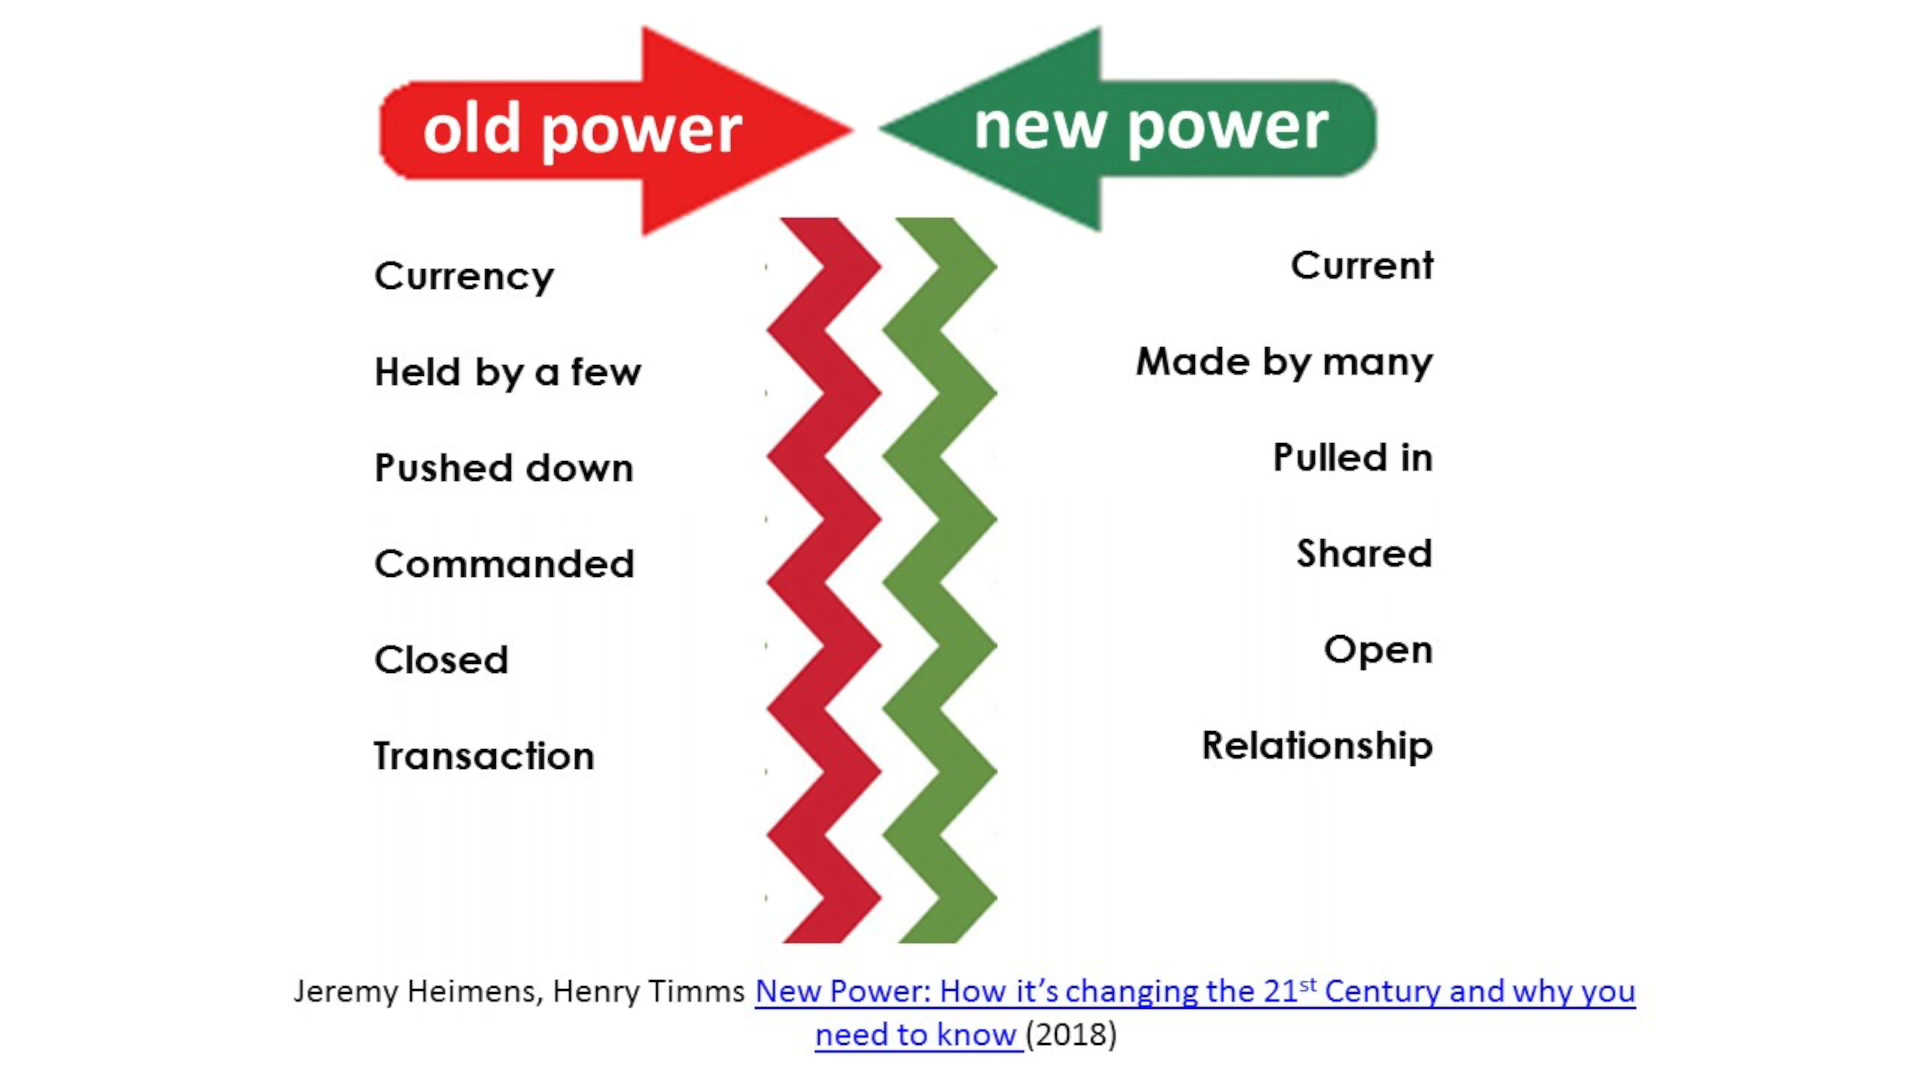 old power
new power
Currency
Current
Held by a few
Made by many
Pushed down
Pulled in
Commanded
Shared
Closed
Open
Transaction
Relationship
Jeremy Heimens, Henry Timms New Power: How it’s changing the 21st Century and why you
need to know (2018)